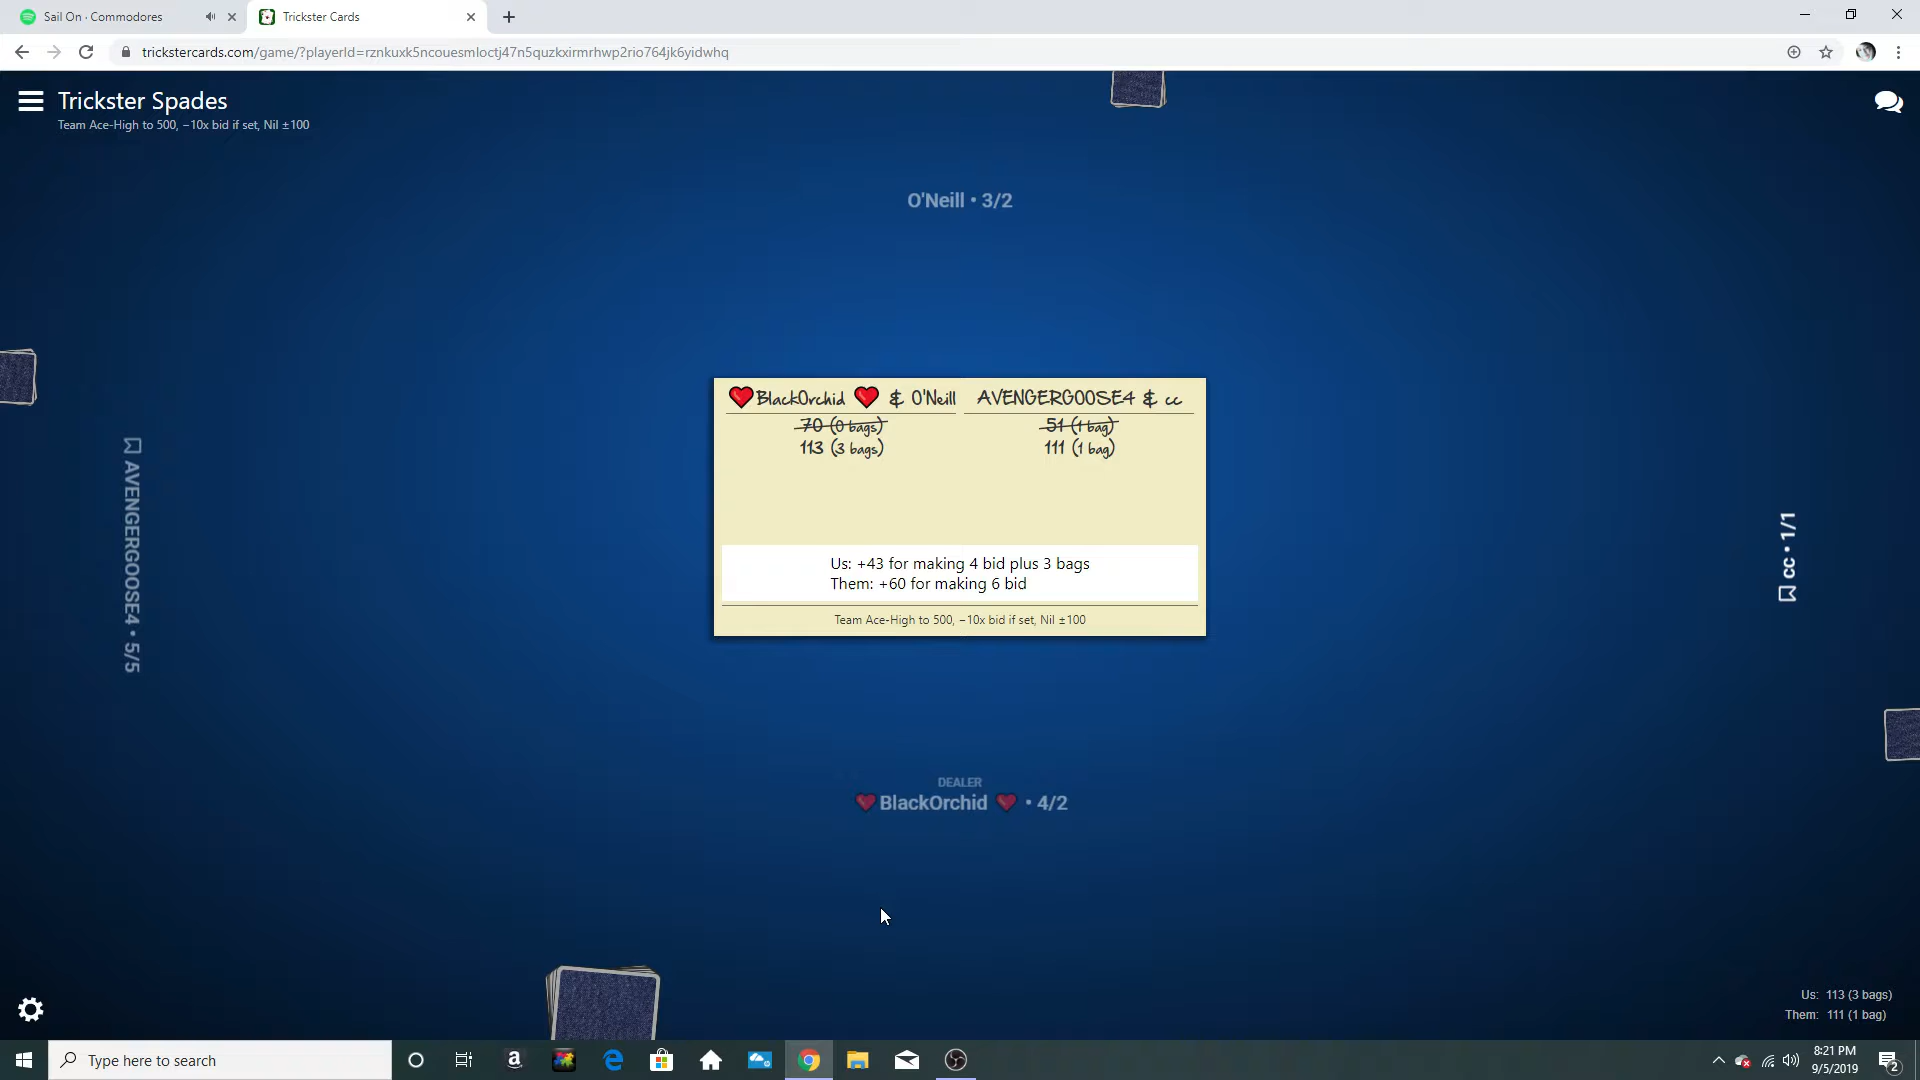 Sail On · Commodores
Trickster Cards
trickstercards.com/game/?playerId=rznkuxk5ncouesmloctj47n5quzkxirmrhwp2rio764jk6yidwhq
Trickster Spades
Team Ace-High to 500, −10x bid if set, Nil ±100
O'Neill • 3/2
❤BlackOrchid ❤ & O'Neill
AVENGERGOOSE4 & cc
70 (0 bags)
51 (1 bag)
113 (3 bags)
111 (1 bag)
Us: +43 for making 4 bid plus 3 bags
Them: +60 for making 6 bid
Team Ace-High to 500, −10x bid if set, Nil ±100
AVENGERGOOSE4 • 5/5
cc • 1/1
DEALER
❤ BlackOrchid ❤ • 4/2
Us: 113 (3 bags)
Them: 111 (1 bag)
Type here to search
8:21 PM
9/5/2019
2